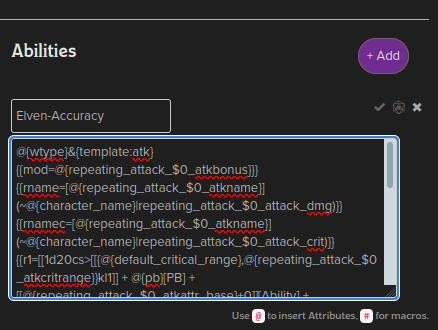 Abilities
+ Add
Elven-Accuracy
@{wtype}&{template:atk}
{{mod=@{repeating_attack_$0_atkbonus}}}
{{rname=[@{repeating_attack_$0_atkname}]
(~@{character_name}|repeating_attack_$0_attack_dmg)}}
{{rnamec=[@{repeating_attack_$0_atkname}]
(~@{character_name}|repeating_attack_$0_attack_crit)}}
{{r1=[[1d20cs>[[{@{default_critical_range},@{repeating_attack_$0
_atkcritrange}}kl1]] + @{pb}[PB] +
[[@{repeating_attack_$0_atkattr_base}+0]][Ability] +
Use @ to insert Attributes, # for macros.